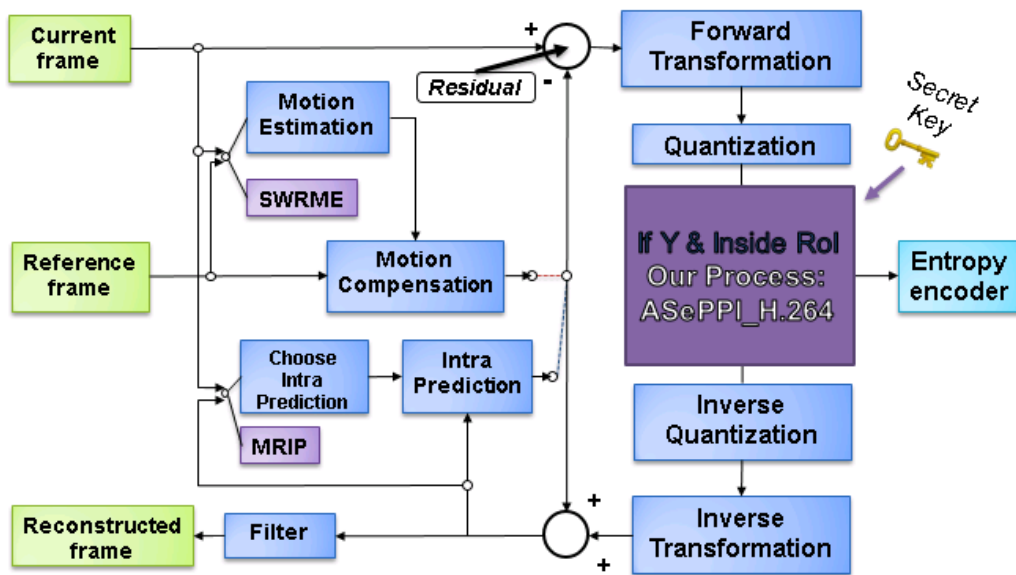 Current
frame
+
Residual
-
Forward
Transformation
Secret
Key
Motion
Estimation
Quantization
SWRME
If Y & Inside RoI
Our Process:
ASePPI_H.264
Reference
frame
Motion
Compensation
Entropy
encoder
Choose
Intra
Prediction
Intra
Prediction
MRIP
Inverse
Quantization
+
Reconstructed
frame
Filter
+
Inverse
Transformation